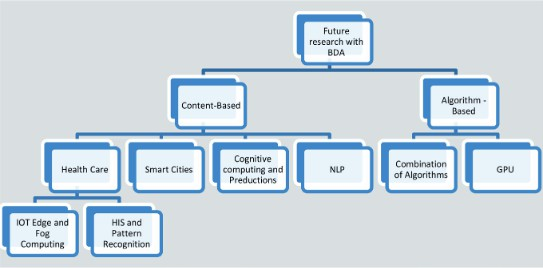 Future
research with
BDA
Content-Based
Algorithm -
Based
Health Care
Smart Cities
Cognitive
computing and
Preductions
NLP
Combination
of Algorithms
GPU
IOT Edge and
Fog
Computing
HIS and
Pattern
Recognition